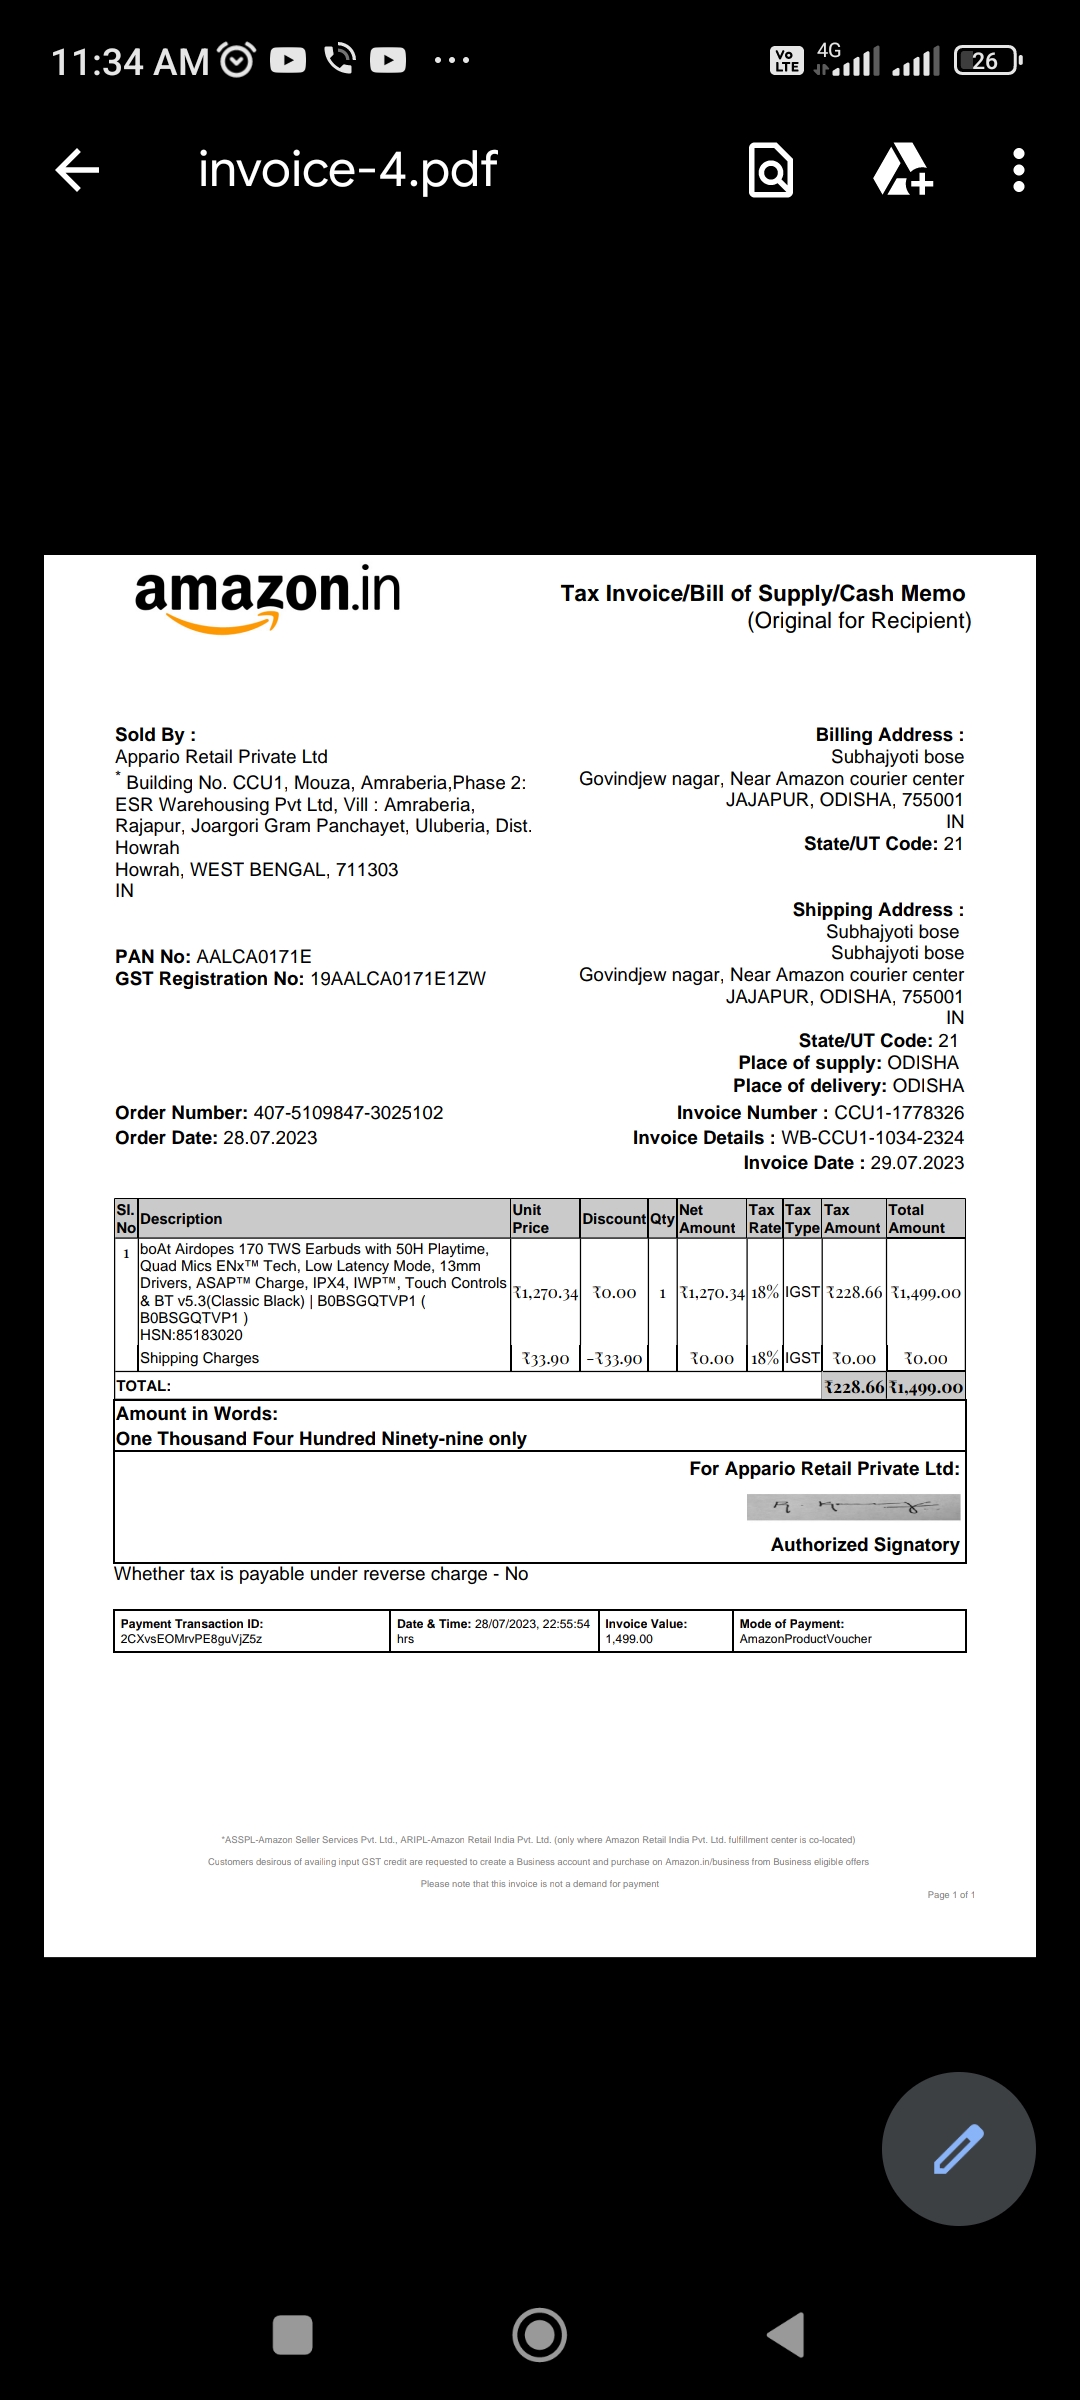 11:34 AM
4G
Vo LTE
26
invoice-4.pdf
amazon.in
Tax Invoice/Bill of Supply/Cash Memo
(Original for Recipient)
Sold By :
Appario Retail Private Ltd
* Building No. CCU1, Mouza, Amraberia,Phase 2:
ESR Warehousing Pvt Ltd, Vill : Amraberia,
Rajapur, Joargori Gram Panchayet, Uluberia, Dist.
Howrah
Howrah, WEST BENGAL, 711303
IN
PAN No: AALCA0171E
GST Registration No: 19AALCA0171E1ZW
Billing Address :
Subhajyoti bose
Govindjew nagar, Near Amazon courier center
JAJAPUR, ODISHA, 755001
IN
State/UT Code: 21
Shipping Address :
Subhajyoti bose
Subhajyoti bose
Govindjew nagar, Near Amazon courier center
JAJAPUR, ODISHA, 755001
IN
State/UT Code: 21
Place of supply: ODISHA
Place of delivery: ODISHA
Order Number: 407-5109847-3025102
Order Date: 28.07.2023
Invoice Number : CCU1-1778326
Invoice Details : WB-CCU1-1034-2324
Invoice Date : 29.07.2023
Sl. No Description Unit Price Discount Qty Net Amount Tax Rate Tax Type Tax Amount Total Amount
1 boAt Airdopes 170 TWS Earbuds with 50H Playtime,
Quad Mics ENx™ Tech, Low Latency Mode, 13mm
Drivers, ASAP™ Charge, IPX4, IWP™, Touch Controls
& BT v5.3(Classic Black) | B0BSGQTVP1 (
B0BSGQTVP1 )
HSN:85183020
₹1,270.34 ₹0.00 1 ₹1,270.34 18% IGST ₹228.66 ₹1,499.00
Shipping Charges ₹33.90 -₹33.90 ₹0.00 18% IGST ₹0.00 ₹0.00
TOTAL: ₹228.66 ₹1,499.00
Amount in Words:
One Thousand Four Hundred Ninety-nine only
For Appario Retail Private Ltd:
Authorized Signatory
Whether tax is payable under reverse charge - No
Payment Transaction ID:
2CXvsEOMrvPE8guVjZ5z
Date & Time: 28/07/2023, 22:55:54
hrs
Invoice Value:
1,499.00
Mode of Payment:
AmazonProductVoucher
*ASSPL-Amazon Seller Services Pvt. Ltd., ARIPL-Amazon Retail India Pvt. Ltd. (only where Amazon Retail India Pvt. Ltd. fulfillment center is co-located)
Customers desirous of availing input GST credit are requested to create a Business account and purchase on Amazon.in/business from Business eligible offers
Please note that this invoice is not a demand for payment
Page 1 of 1